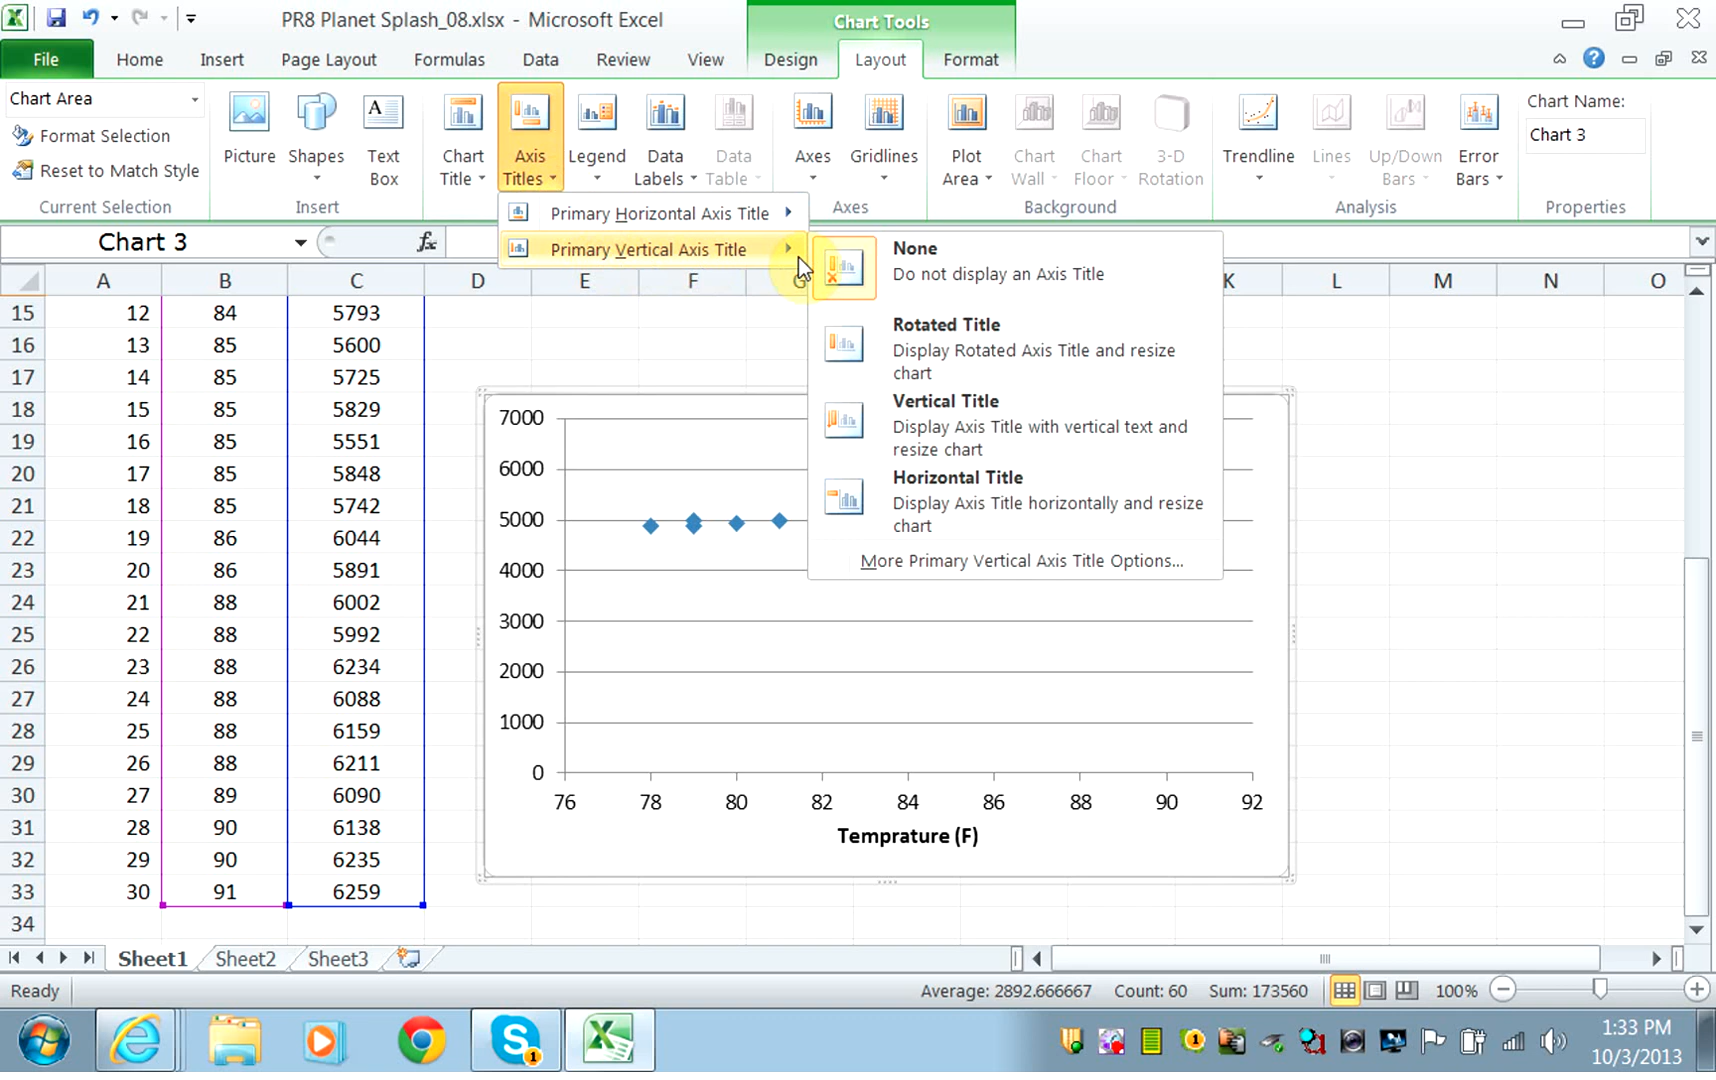 PR8 Planet Splash_08.xlsx - Microsoft Excel
Chart Tools
File Home Insert Page Layout Formulas Data Review View Design Layout Format
Chart Area
Format Selection
Reset to Match Style
Current Selection
Picture Shapes Text Box
Insert
Chart Title Axis Titles Legend Data Labels Data Table
Axes Gridlines
Axes
Plot Area Chart Wall Chart Floor 3-D Rotation
Background
Trendline Lines Up/Down Bars Error Bars
Analysis
Chart Name:
Chart 3
Properties
Primary Horizontal Axis Title
Primary Vertical Axis Title
None
Do not display an Axis Title
Rotated Title
Display Rotated Axis Title and resize
chart
Vertical Title
Display Axis Title with vertical text and
resize chart
Horizontal Title
Display Axis Title horizontally and resize
chart
More Primary Vertical Axis Title Options...
Chart 3 fx
A B C D E F G K L M N O
15 12 84 5793
16 13 85 5600
17 14 85 5725
18 15 85 5829
19 16 85 5551
20 17 85 5848
21 18 85 5742
22 19 86 6044
23 20 86 5891
24 21 88 6002
25 22 88 5992
26 23 88 6234
27 24 88 6088
28 25 88 6159
29 26 88 6211
30 27 89 6090
31 28 90 6138
32 29 90 6235
33 30 91 6259
34
7000
6000
5000
4000
3000
2000
1000
0
76 78 80 82 84 86 88 90 92
Temprature (F)
Sheet1 Sheet2 Sheet3
Ready Average: 2892.666667 Count: 60 Sum: 173560 100%
1:33 PM
10/3/2013